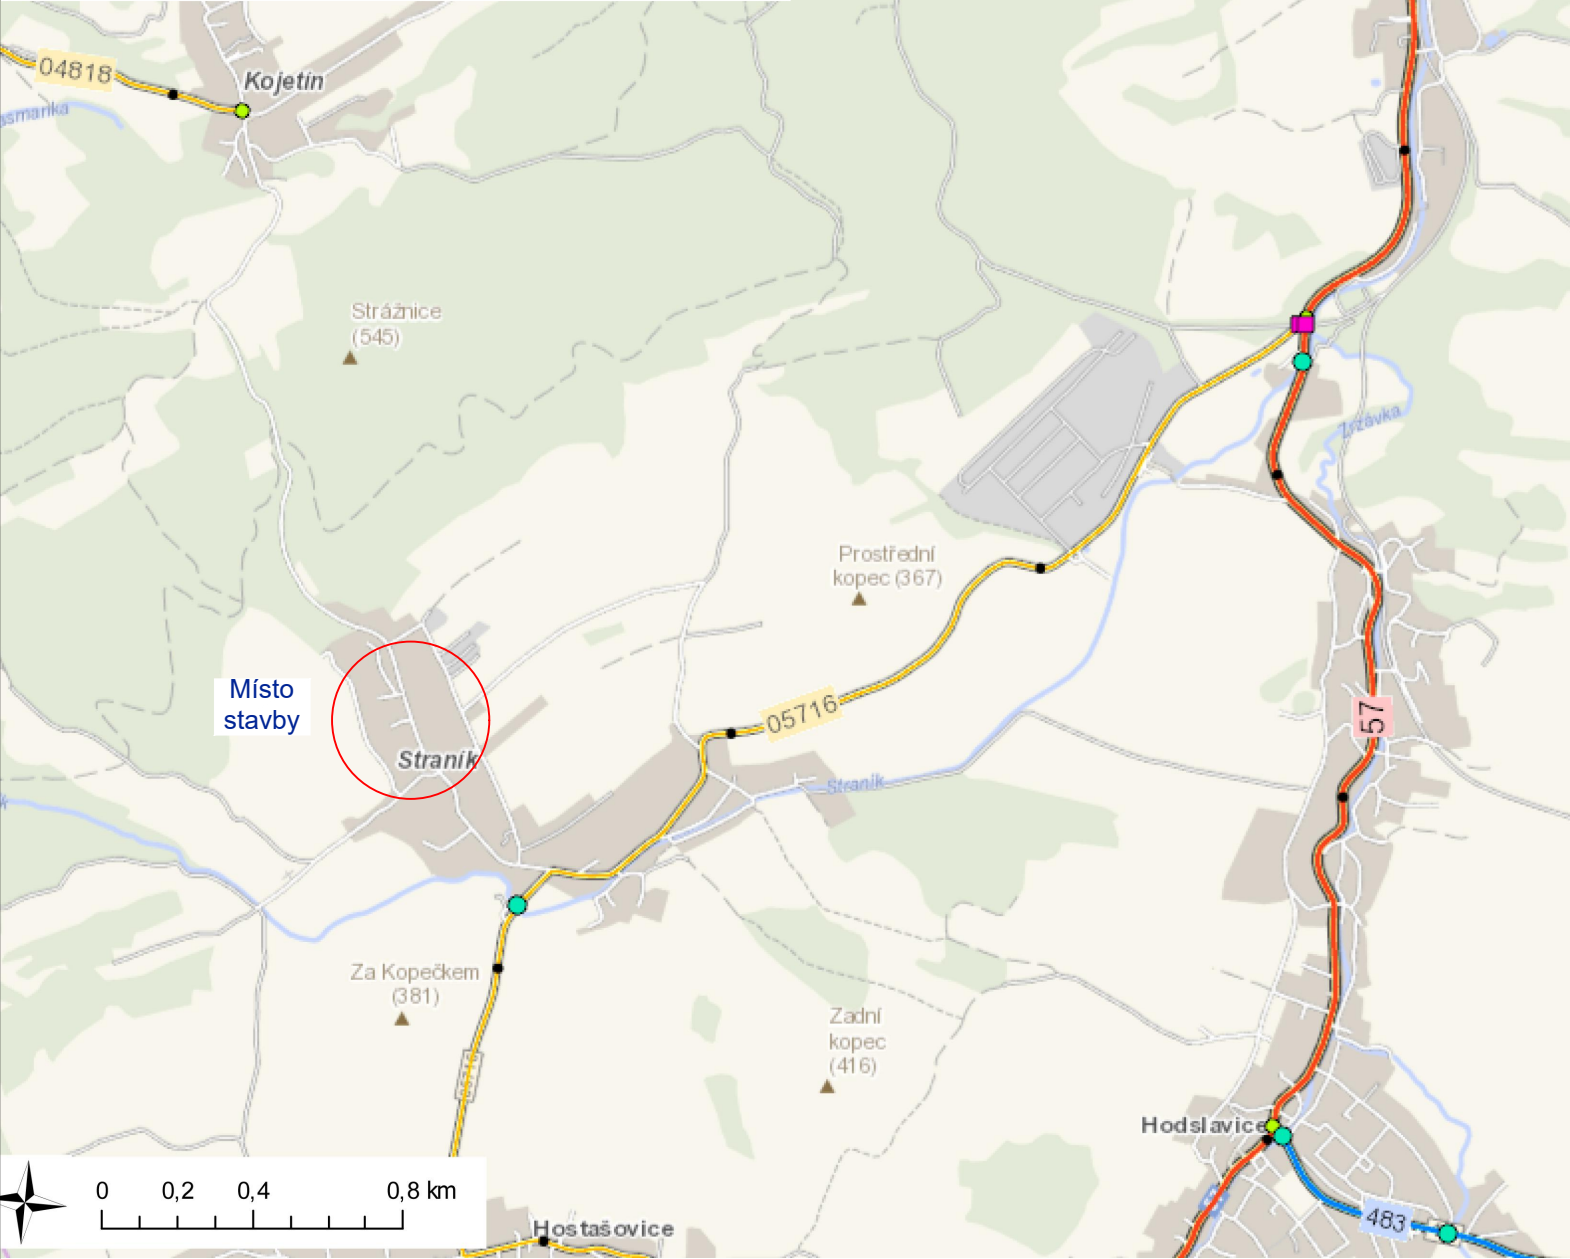 04818
Kojetín
Strážnice
(545)
Zrzávka
Prostřední
kopec (367)
Místo
stavby
05716
57
Straník
Straník
Za Kopečkem
(381)
Zadní
kopec
(416)
Hodslavice
0 0,2 0,4 0,8 km
483
Hostašovice